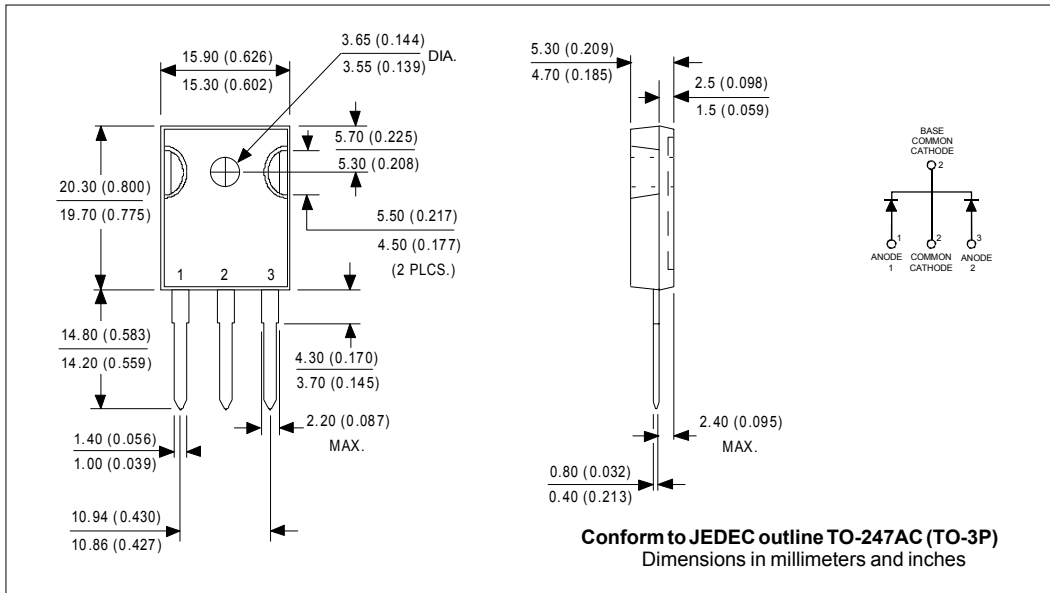 15.90 (0.626)
15.30 (0.602)
3.65 (0.144)
3.55 (0.139)
DIA.
5.70 (0.225)
5.30 (0.208)
20.30 (0.800)
19.70 (0.775)
5.50 (0.217)
4.50 (0.177)
(2 PLCS.)
1 2 3
14.80 (0.583)
14.20 (0.559)
4.30 (0.170)
3.70 (0.145)
2.20 (0.087)
MAX.
1.40 (0.056)
1.00 (0.039)
10.94 (0.430)
10.86 (0.427)
5.30 (0.209)
4.70 (0.185)
2.5 (0.098)
1.5 (0.059)
2.40 (0.095)
MAX.
0.80 (0.032)
0.40 (0.213)
BASE
COMMON
CATHODE
2
1 2 3
ANODE COMMON ANODE
1 CATHODE 2
Conform to JEDEC outline TO-247AC (TO-3P)
Dimensions in millimeters and inches